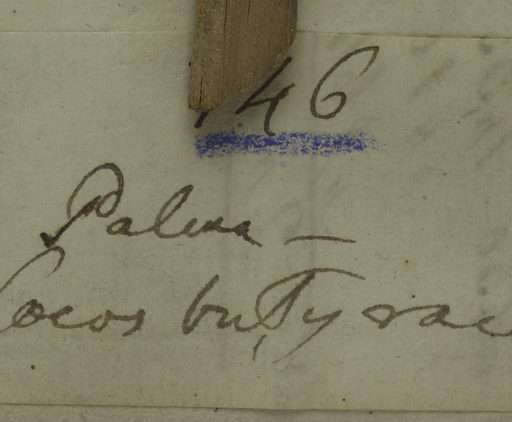 146
Palma —
Cocos butyrac